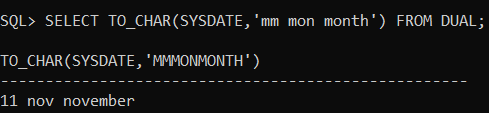 SQL> SELECT TO_CHAR(SYSDATE,'mm mon month') FROM DUAL;
TO_CHAR(SYSDATE,'MMMONMONTH')
----------------------------------------------------
11 nov november